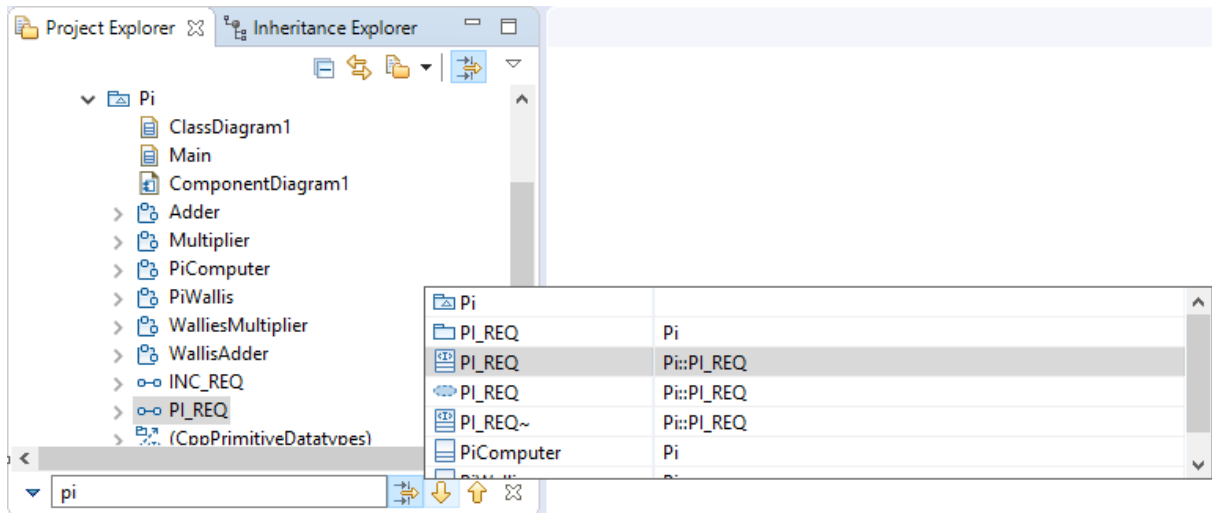 Project Explorer Inheritance Explorer
Pi
ClassDiagram1
Main
ComponentDiagram1
Adder
Multiplier
PiComputer
PiWallis
WalliesMultiplier
WallisAdder
INC_REQ
PI_REQ
(CppPrimitiveDatatypes)
Pi
PI_REQ Pi
PI_REQ Pi::PI_REQ
PI_REQ Pi::PI_REQ
PI_REQ~ Pi::PI_REQ
PiComputer Pi
pi